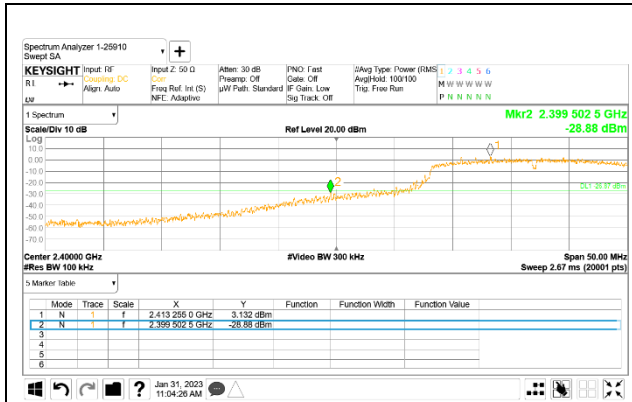 Spectrum Analyzer 1-25910
Swept SA
+
KEYSIGHT Input: RF Input Z: 50 Ω Atten: 30 dB PNO: Fast #Avg Type: Power (RMS 1 2 3 4 5 6
RL Coupling: DC Corr Preamp: Off Gate: Off Avg|Hold: 100/100 M W W W W W
Align: Auto Freq Ref: Int (S) µW Path: Standard IF Gain: Low Trig: Free Run
NFE: Adaptive Sig Track: Off P N N N N N
1 Spectrum Mkr2 2.399 502 5 GHz
Scale/Div 10 dB Ref Level 20.00 dBm -28.88 dBm
Log
10.0
0.00
-10.0
-20.0
-30.0
-40.0
-50.0
-60.0
-70.0
1
2
Center 2.40000 GHz #Video BW 300 kHz Span 50.00 MHz
#Res BW 100 kHz Sweep 2.67 ms (20001 pts)
5 Marker Table
Mode Trace Scale X Y Function Function Width Function Value
1 N 1 f 2.413 255 0 GHz 3.132 dBm
2 N 1 f 2.399 502 5 GHz -28.88 dBm
3
4
5
6
? Jan 31, 2023
11:04:26 AM